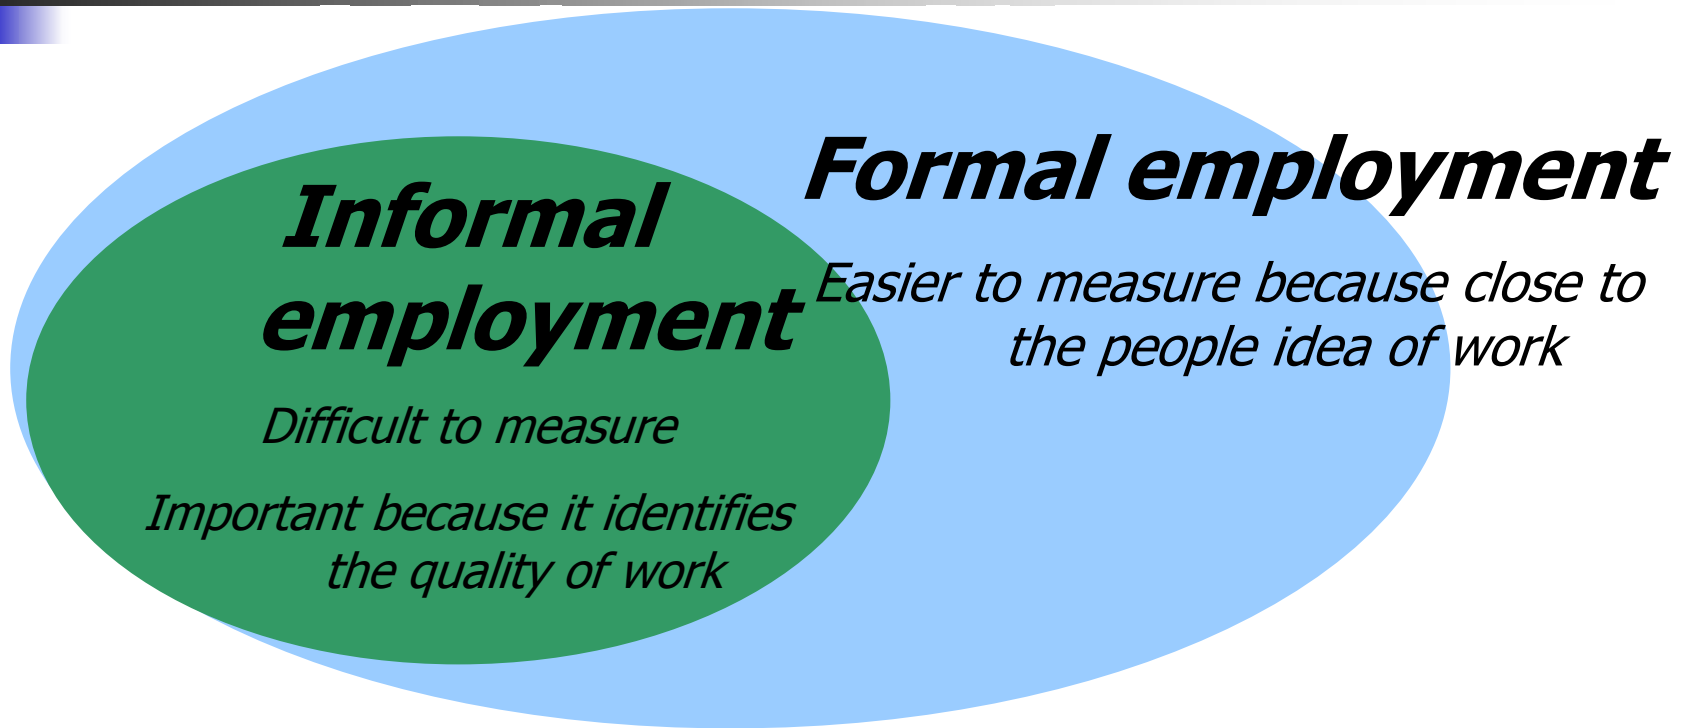 Informal
employment
Difficult to measure
Important because it identifies
the quality of work
Formal employment
Easier to measure because close to
the people idea of work